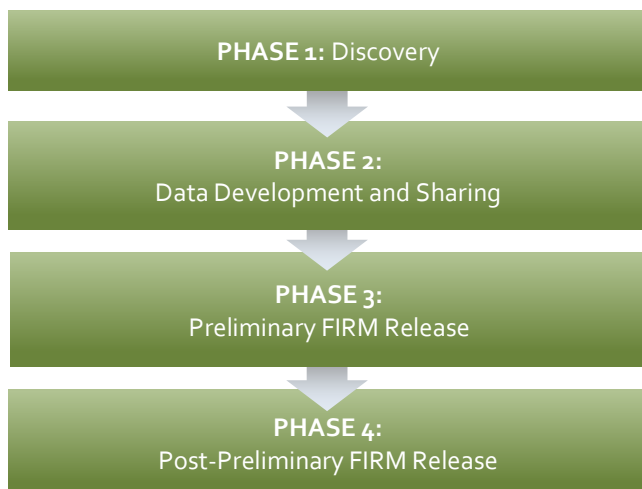 PHASE 1: Discovery
PHASE 2:
Data Development and Sharing
PHASE 3:
Preliminary FIRM Release
PHASE 4:
Post-Preliminary FIRM Release